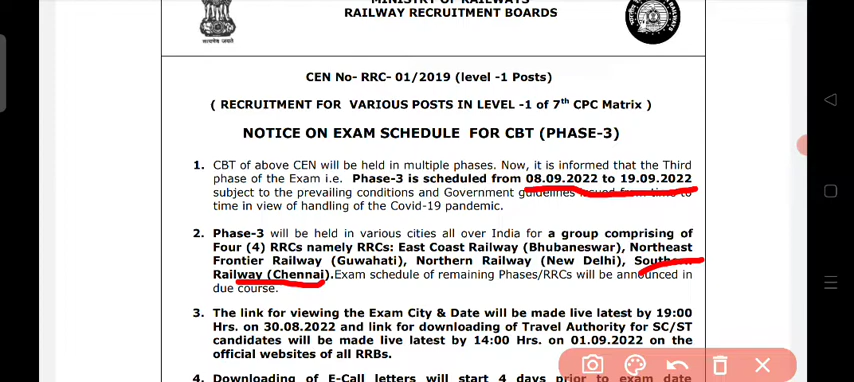 MINISTRY OF RAILWAYS
RAILWAY RECRUITMENT BOARDS
सत्यमेव जयते
CEN No- RRC- 01/2019 (level -1 Posts)
( RECRUITMENT FOR VARIOUS POSTS IN LEVEL -1 of 7th CPC Matrix )
NOTICE ON EXAM SCHEDULE FOR CBT (PHASE-3)
1. CBT of above CEN will be held in multiple phases. Now, it is informed that the Third
phase of the Exam i.e. Phase-3 is scheduled from 08.09.2022 to 19.09.2022
subject to the prevailing conditions and Government guidelines issued from time to
time in view of handling of the Covid-19 pandemic.
2. Phase-3 will be held in various cities all over India for a group comprising of
Four (4) RRCs namely RRCs: East Coast Railway (Bhubaneswar), Northeast
Frontier Railway (Guwahati), Northern Railway (New Delhi), Southern
Railway (Chennai).Exam schedule of remaining Phases/RRCs will be announced in
due course.
3. The link for viewing the Exam City & Date will be made live latest by 19:00
Hrs. on 30.08.2022 and link for downloading of Travel Authority for SC/ST
candidates will be made live latest by 14:00 Hrs. on 01.09.2022 on the
official websites of all RRBs.
4. Downloading of E-Call letters will start 4 days prior to exam date